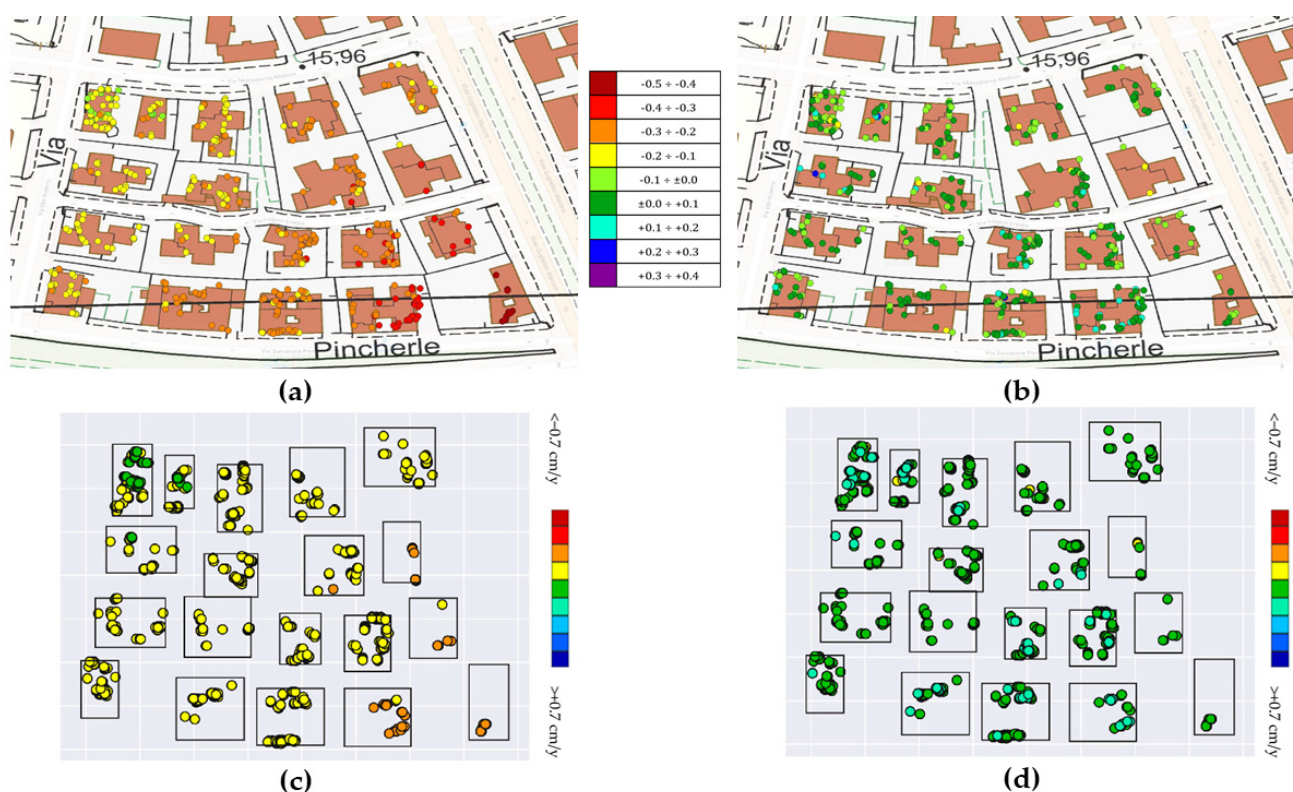 15,96
Via
Pincherle
(a)
-0.5 ÷ -0.4
-0.4 ÷ -0.3
-0.3 ÷ -0.2
-0.2 ÷ -0.1
-0.1 ÷ ±0.0
±0.0 ÷ +0.1
+0.1 ÷ +0.2
+0.2 ÷ +0.3
+0.3 ÷ +0.4
15,96
Via
Pincherle
(b)
<-0.7 cm/y
>+0.7 cm/y
(c)
<-0.7 cm/y
>+0.7 cm/y
(d)